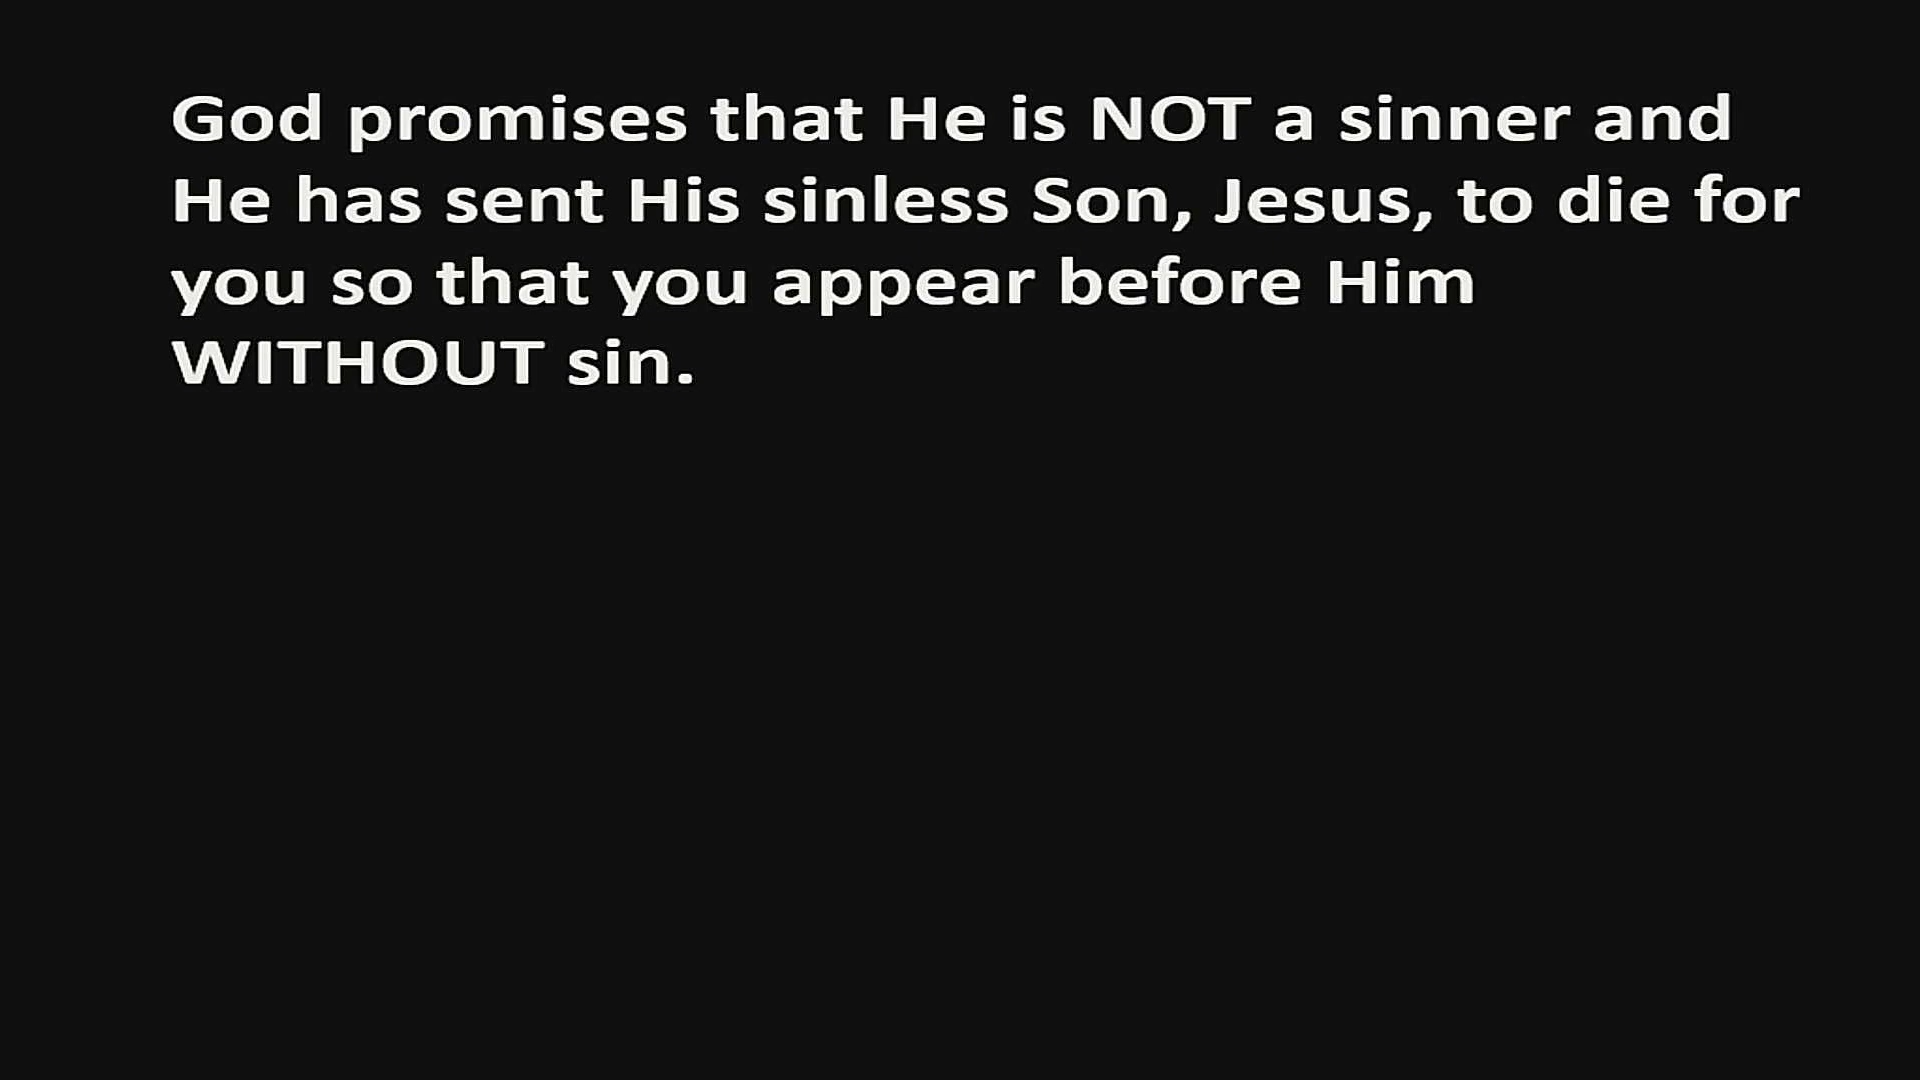 God promises that He is NOT a sinner and
He has sent His sinless Son, Jesus, to die for
you so that you appear before Him
WITHOUT sin.